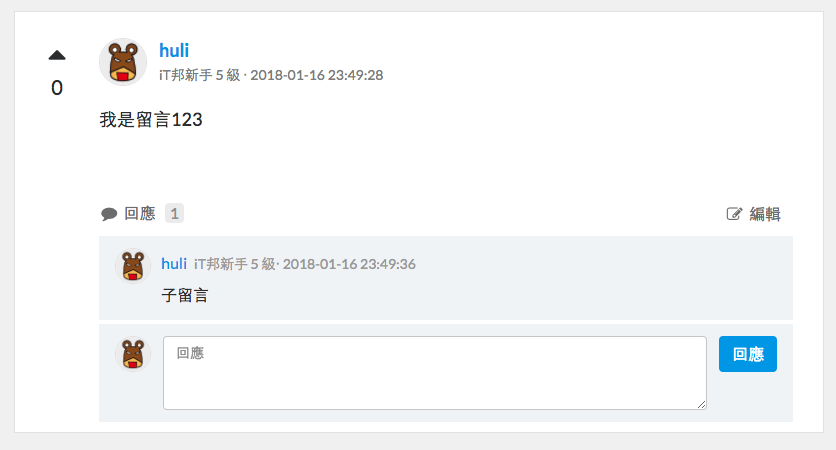 huli
iT邦新手 5 級 ‧ 2018-01-16 23:49:28
0
我是留言123
回應 1
編輯
huli iT邦新手 5 級‧ 2018-01-16 23:49:36
子留言
回應
回應